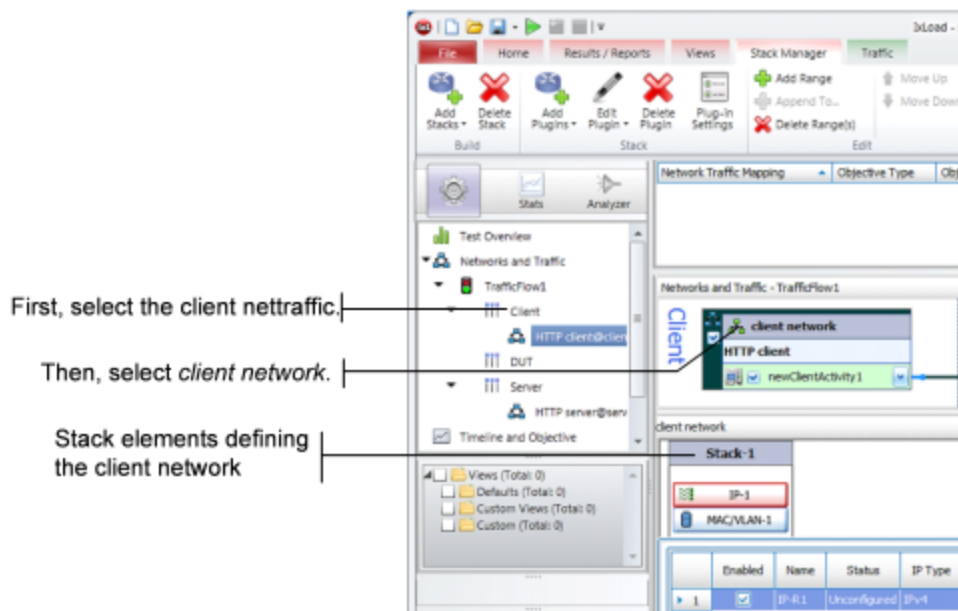 IxLoad -
File Home Results / Reports Views Stack Manager Traffic
Add Stacks
Delete Stack
Add Plugins
Edit Plugin
Delete Plugin
Plug-in Settings
Add Range
Append To...
Delete Range(s)
Move Up
Move Down
Build Stack Edit
Stats Analyzer
Network Traffic Mapping Objective Type Obj
Test Overview
Networks and Traffic
TrafficFlow1
First, select the client nettraffic.
Client
HTTP client@clien
DUT
Then, select client network.
Server
HTTP server@serv
Timeline and Objective
Networks and Traffic - TrafficFlow1
Client
client network
HTTP client
newClientActivity1
Stack elements defining
the client network
client network
Stack-1
IP-1
MAC/VLAN-1
Views (Total: 0)
Defaults (Total: 0)
Custom Views (Total: 0)
Custom (Total: 0)
Enabled Name Status IP Type
1 IP-R1 Unconfigured IPv4